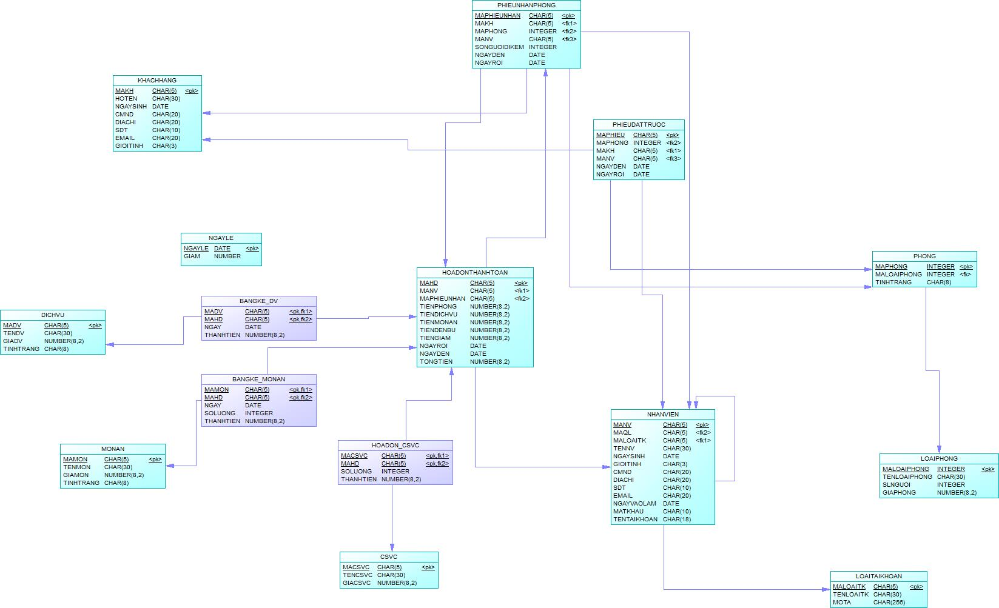 PHIEUNHANPHONG
MAPHIEUNHAN CHAR(5) <pk>
MAKH CHAR(5) <fk1>
MAPHONG INTEGER <fk2>
MANV CHAR(5) <fk3>
SONGUOIDIKEM INTEGER
NGAYDEN DATE
NGAYROI DATE
KHACHHANG
MAKH CHAR(5) <pk>
HOTEN CHAR(30)
NGAYSINH DATE
CMND CHAR(20)
DIACHI CHAR(20)
SDT CHAR(10)
EMAIL CHAR(20)
GIOITINH CHAR(3)
PHIEUDATTRUOC
MAPHIEU CHAR(5) <pk>
MAPHONG INTEGER <fk2>
MAKH CHAR(5) <fk1>
MANV CHAR(5) <fk3>
NGAYDEN DATE
NGAYROI DATE
NGAYLE
NGAYLE DATE <pk>
GIAM NUMBER
PHONG
MAPHONG INTEGER <pk>
MALOAIPHONG INTEGER <fk>
TINHTRANG CHAR(8)
HOADONTHANHTOAN
MAHD CHAR(5) <pk>
MANV CHAR(5) <fk1>
MAPHIEUNHAN CHAR(5) <fk2>
TIENPHONG NUMBER(8,2)
TIENDICHVU NUMBER(8,2)
TIENMONAN NUMBER(8,2)
TIENDENBU NUMBER(8,2)
TIENGIAM NUMBER(8,2)
NGAYROI DATE
NGAYDEN DATE
TONGTIEN NUMBER(8,2)
BANGKE_DV
MADV CHAR(5) <pk,fk1>
MAHD CHAR(5) <pk,fk2>
NGAY DATE
THANHTIEN NUMBER(8,2)
DICHVU
MADV CHAR(5) <pk>
TENDV CHAR(30)
GIADV NUMBER(8,2)
TINHTRANG CHAR(8)
BANGKE_MONAN
MAMON CHAR(5) <pk,fk1>
MAHD CHAR(5) <pk,fk2>
NGAY DATE
SOLUONG INTEGER
THANHTIEN NUMBER(8,2)
NHANVIEN
MANV CHAR(5) <pk>
MAQL CHAR(5) <fk2>
MALOAITK CHAR(5) <fk1>
TENNV CHAR(30)
NGAYSINH DATE
GIOITINH CHAR(3)
CMND CHAR(20)
DIACHI CHAR(20)
SDT CHAR(10)
EMAIL CHAR(20)
NGAYVAOLAM DATE
MATKHAU CHAR(10)
TENTAIKHOAN CHAR(18)
MONAN
MAMON CHAR(5) <pk>
TENMON CHAR(30)
GIAMON NUMBER(8,2)
TINHTRANG CHAR(8)
HOADON_CSVC
MACSVC CHAR(5) <pk,fk1>
MAHD CHAR(5) <pk,fk2>
SOLUONG INTEGER
THANHTIEN NUMBER(8,2)
LOAIPHONG
MALOAIPHONG INTEGER <pk>
TENLOAIPHONG CHAR(30)
SLNGUOI INTEGER
GIAPHONG NUMBER(8,2)
CSVC
MACSVC CHAR(5) <pk>
TENCSVC CHAR(30)
GIACSVC NUMBER(8,2)
LOAITAIKHOAN
MALOAITK CHAR(5) <pk>
TENLOAITK CHAR(30)
MOTA CHAR(256)